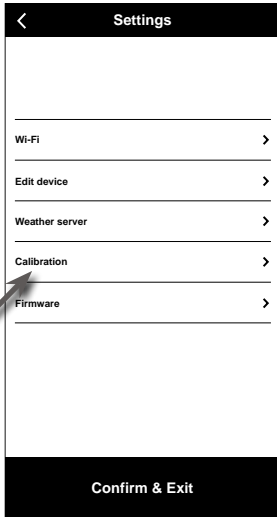 Settings
Wi-Fi
Edit device
Weather server
Calibration
Firmware
Confirm & Exit